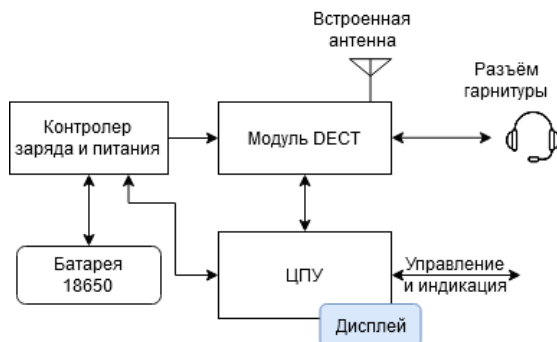 Встроенная
антенна
Разъём
гарнитуры
Контролер
заряда и питания
Модуль DECT
Батарея
18650
ЦПУ
Управление
и индикация
Дисплей